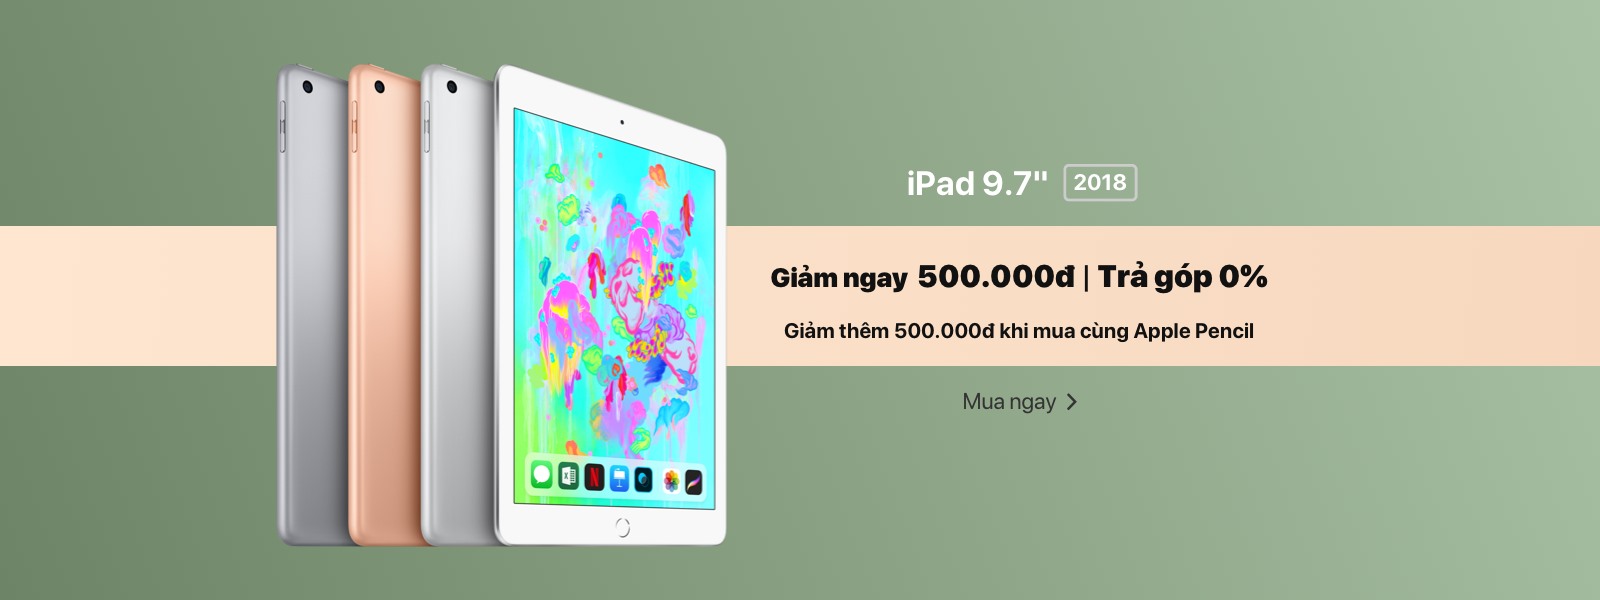 iPad 9.7" 2018
Giảm ngay 500.000đ | Trả góp 0%
Giảm thêm 500.000đ khi mua cùng Apple Pencil
Mua ngay >